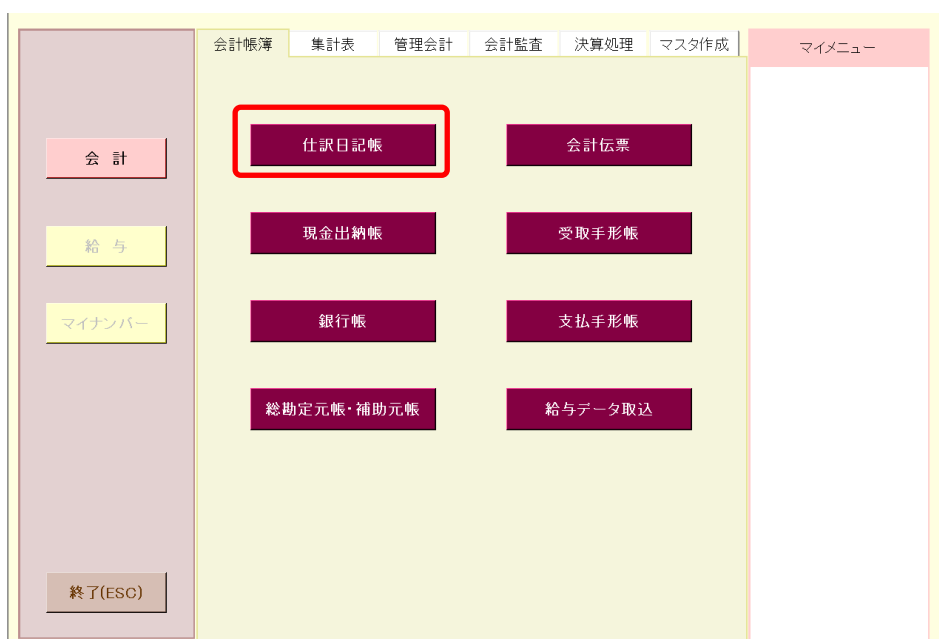 会計帳簿 集計表 管理会計 会計監査 決算処理 マスタ作成 マイメニュー
会 計
給 与
マイナンバー
終了(ESC)
仕訳日記帳 会計伝票
現金出納帳 受取手形帳
銀行帳 支払手形帳
総勘定元帳・補助元帳 給与データ取込